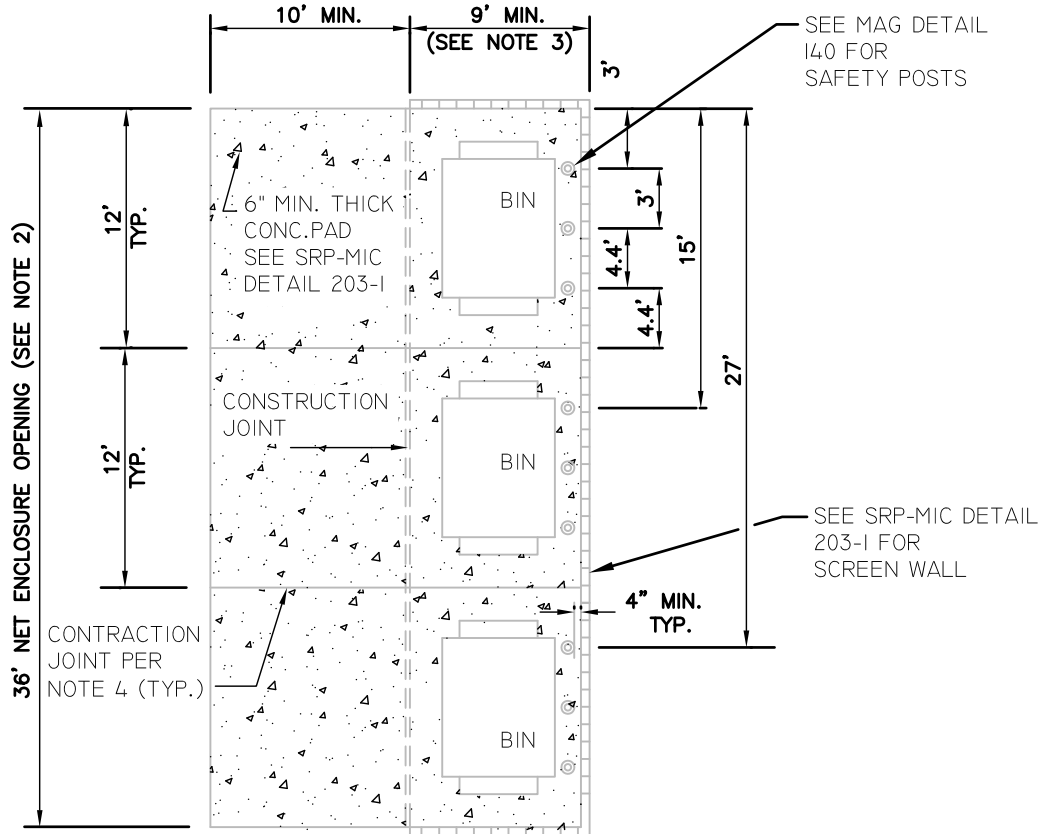 10' MIN.
9' MIN.
(SEE NOTE 3)
3'
SEE MAG DETAIL
140 FOR
SAFETY POSTS
36' NET ENCLOSURE OPENING (SEE NOTE 2)
12'
TYP.
6" MIN. THICK
CONC.PAD
SEE SRP-MIC
DETAIL 203-1
BIN
3'
4.4'
4.4'
15'
27'
12'
TYP.
CONSTRUCTION
JOINT
BIN
SEE SRP-MIC DETAIL
203-1 FOR
SCREEN WALL
4" MIN.
TYP.
CONTRACTION
JOINT PER
NOTE 4 (TYP.)
BIN